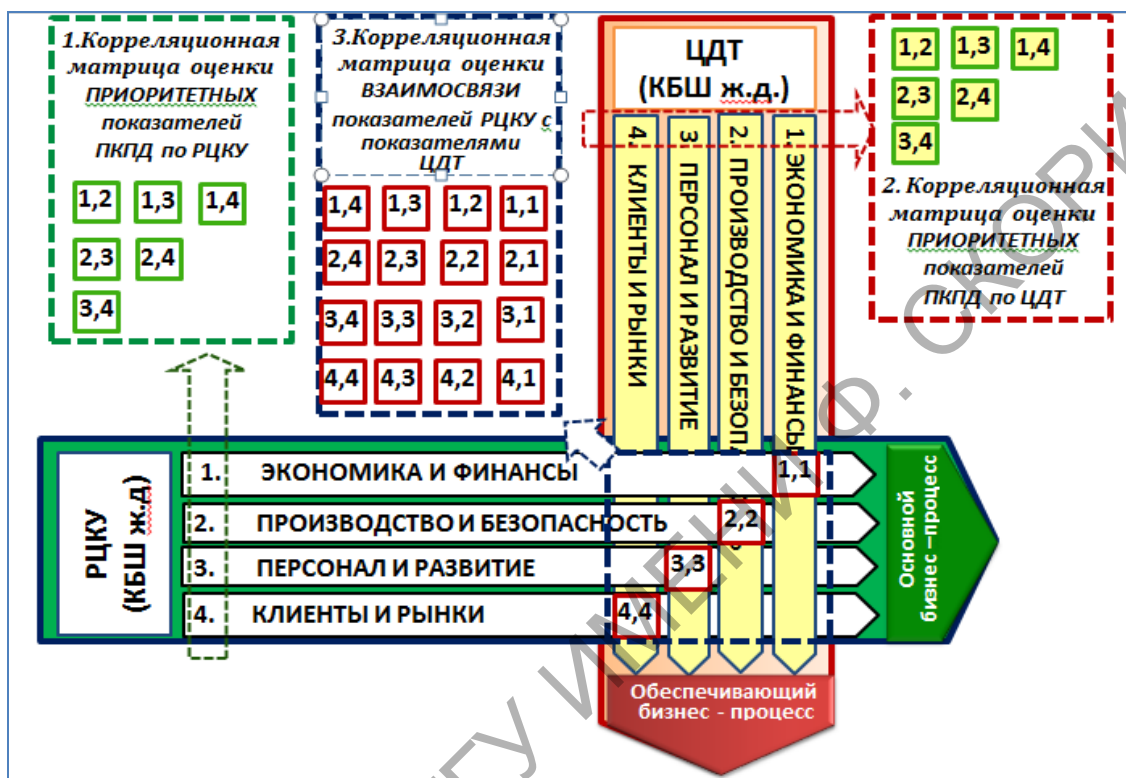 1.Корреляционная
матрица оценки
ПРИОРИТЕТНЫХ
показателей
ПКПД по РЦКУ
1,2 1,3 1,4
2,3 2,4
3,4
3.Корреляционная
матрица оценки
ВЗАИМОСВЯЗИ
показателей РЦКУ с
показателями
ЦДТ
1,4 1,3 1,2 1,1
2,4 2,3 2,2 2,1
3,4 3,3 3,2 3,1
4,4 4,3 4,2 4,1
ЦДТ
(КБШ ж.д.)
4. КЛИЕНТЫ И РЫНКИ
3. ПЕРСОНАЛ И РАЗВИТИЕ
2. ПРОИЗВОДСТВО И БЕЗОПА
1. ЭКОНОМИКА И ФИНАНСЫ
1,2 1,3 1,4
2,3 2,4
3,4
2. Корреляционная
матрица оценки
ПРИОРИТЕТНЫХ
показателей
ПКПД по ЦДТ
РЦКУ
(КБШ ж.д)
1. ЭКОНОМИКА И ФИНАНСЫ
1,1
2. ПРОИЗВОДСТВО И БЕЗОПАСНОСТЬ
2,2
3. ПЕРСОНАЛ И РАЗВИТИЕ
3,3
4. КЛИЕНТЫ И РЫНКИ
4,4
Основной
бизнес –процесс
Обеспечивающий
бизнес - процесс
ГУ ИМЕНИ Ф. СКОРИ